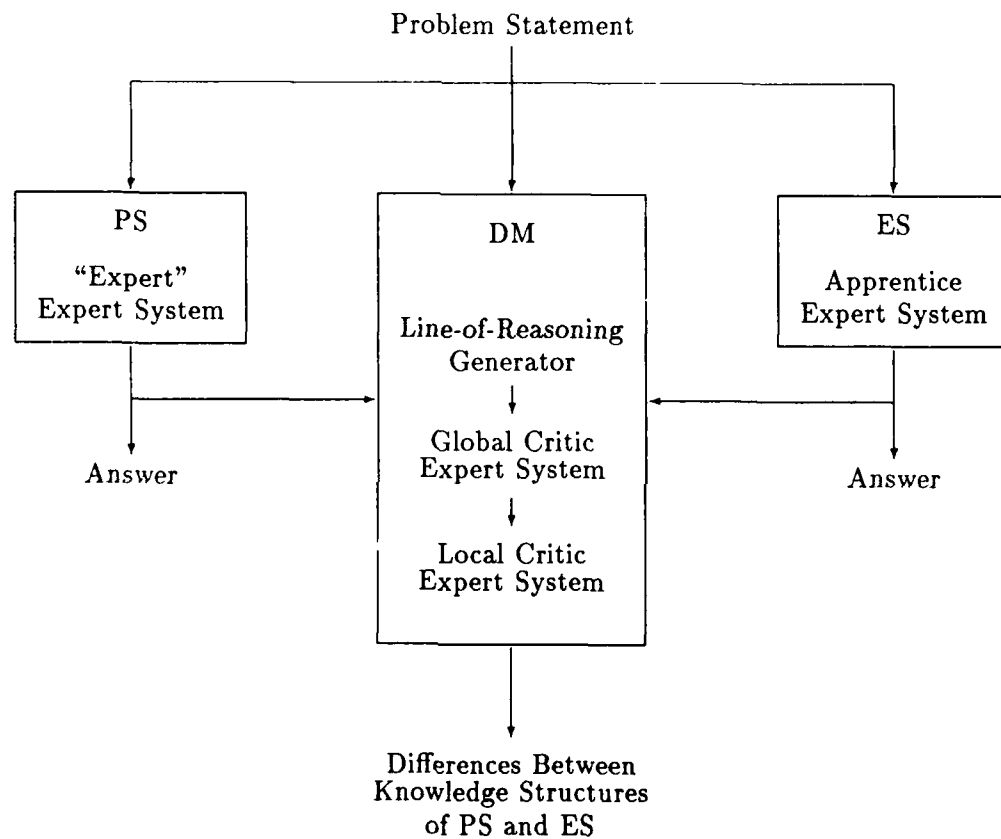 Problem Statement
PS
"Expert"
Expert System
DM
Line-of-Reasoning
Generator
Global Critic
Expert System
Local Critic
Expert System
ES
Apprentice
Expert System
Answer
Answer
Differences Between
Knowledge Structures
of PS and ES